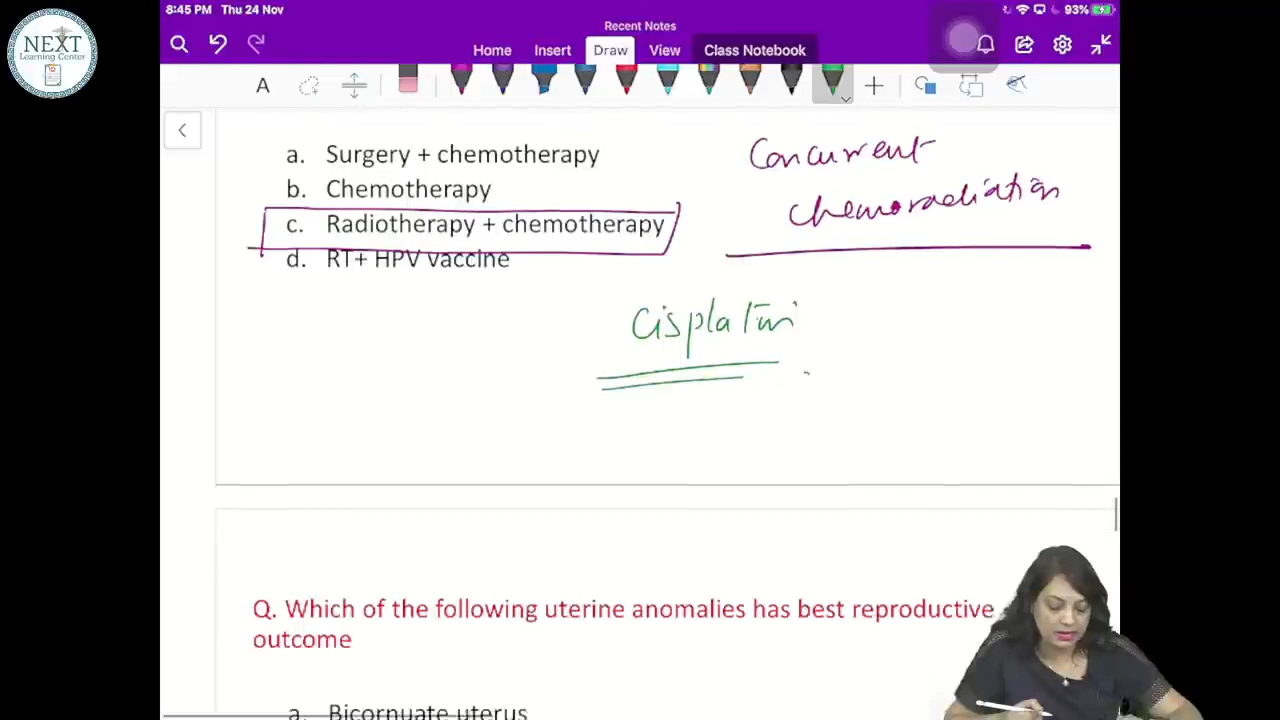 8:45 PM Thu 24 Nov
93%
NEXT
Learning Center
Recent Notes
Home Insert Draw View Class Notebook
A
a. Surgery + chemotherapy
b. Chemotherapy
c. Radiotherapy + chemotherapy
d. RT+ HPV vaccine
Concurrent
chemoradiation
Cisplatin
Q. Which of the following uterine anomalies has best reproductive
outcome
a. Bicornuate uterus